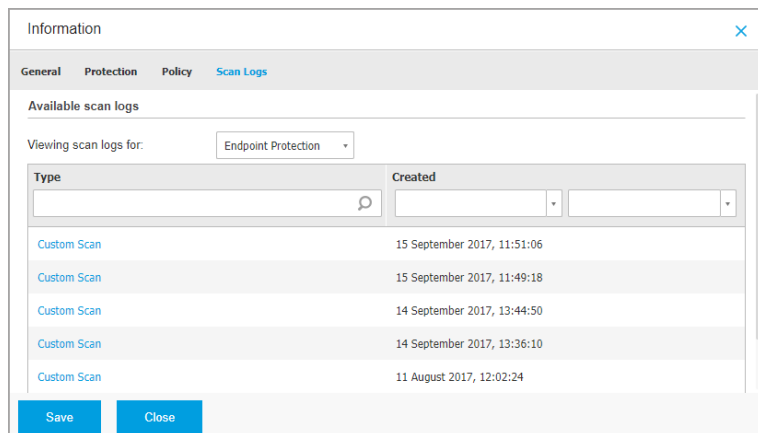 Information
General Protection Policy Scan Logs
Available scan logs
Viewing scan logs for: Endpoint Protection
Type Created
Custom Scan 15 September 2017, 11:51:06
Custom Scan 15 September 2017, 11:49:18
Custom Scan 14 September 2017, 13:44:50
Custom Scan 14 September 2017, 13:36:10
Custom Scan 11 August 2017, 12:02:24
Save Close